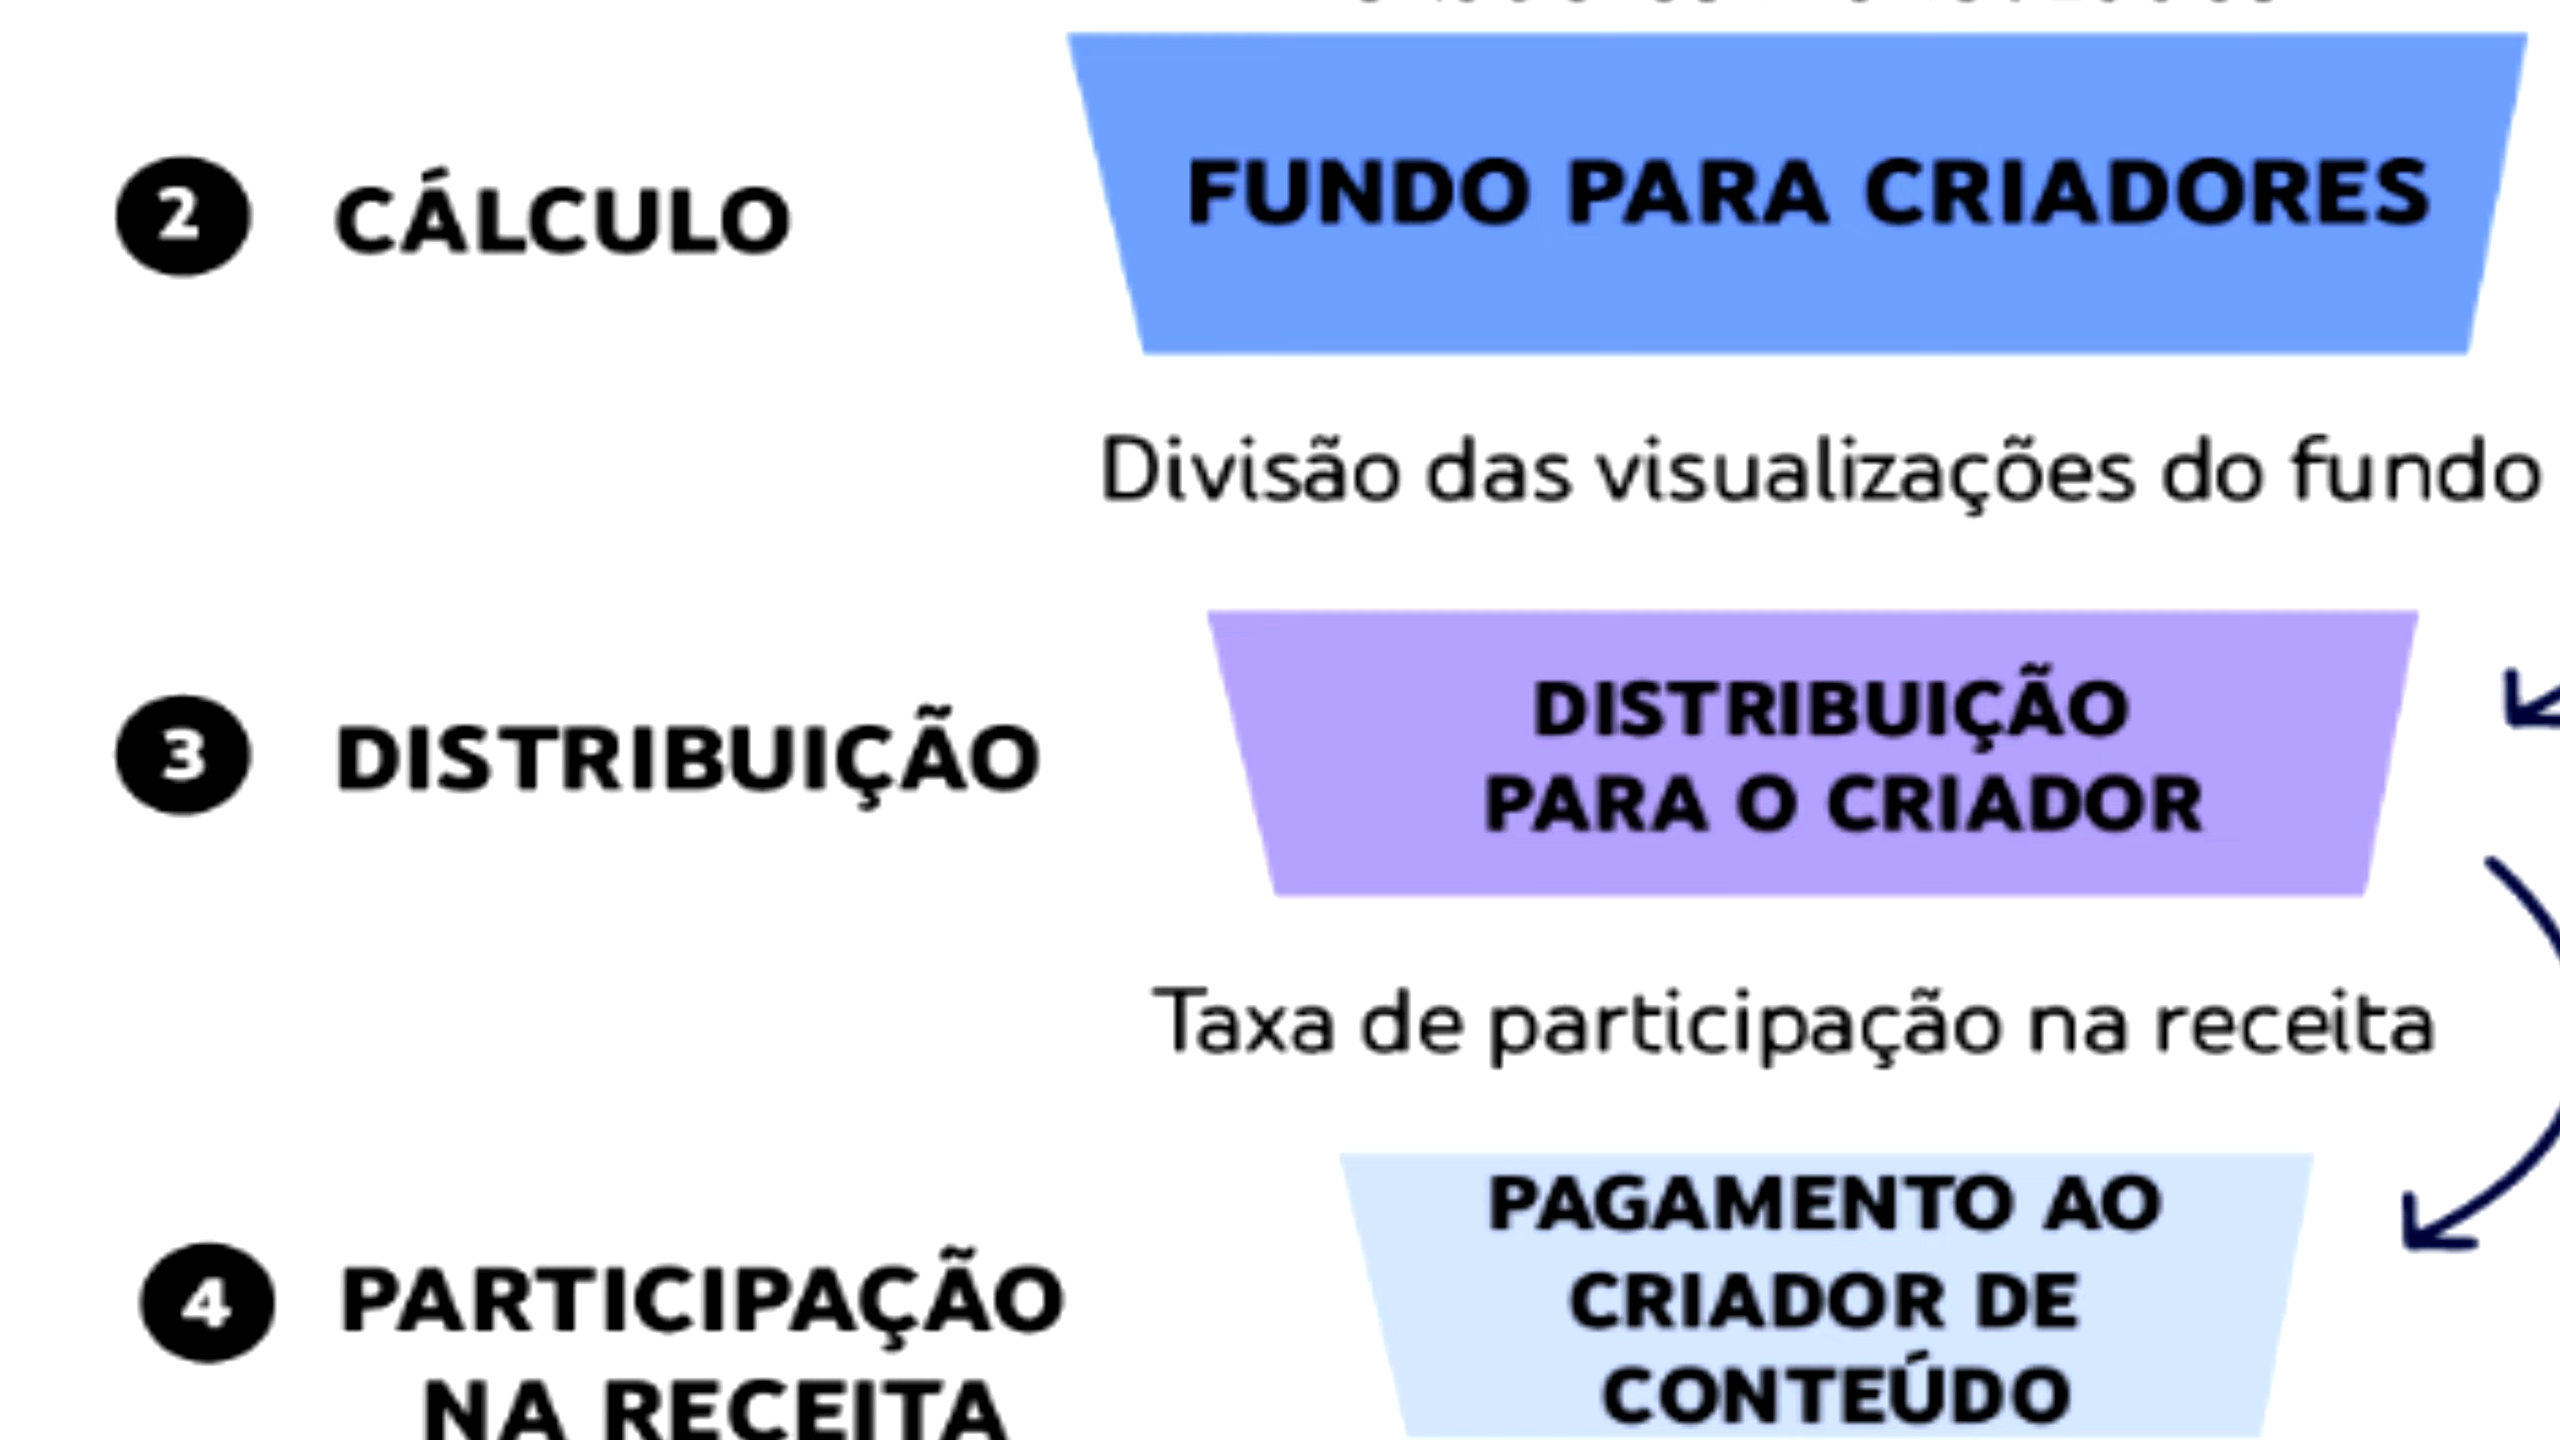 2 CÁLCULO
FUNDO PARA CRIADORES
Divisão das visualizações do fundo
3 DISTRIBUIÇÃO
DISTRIBUIÇÃO
PARA O CRIADOR
Taxa de participação na receita
4 PARTICIPAÇÃO
NA RECEITA
PAGAMENTO AO
CRIADOR DE
CONTEÚDO